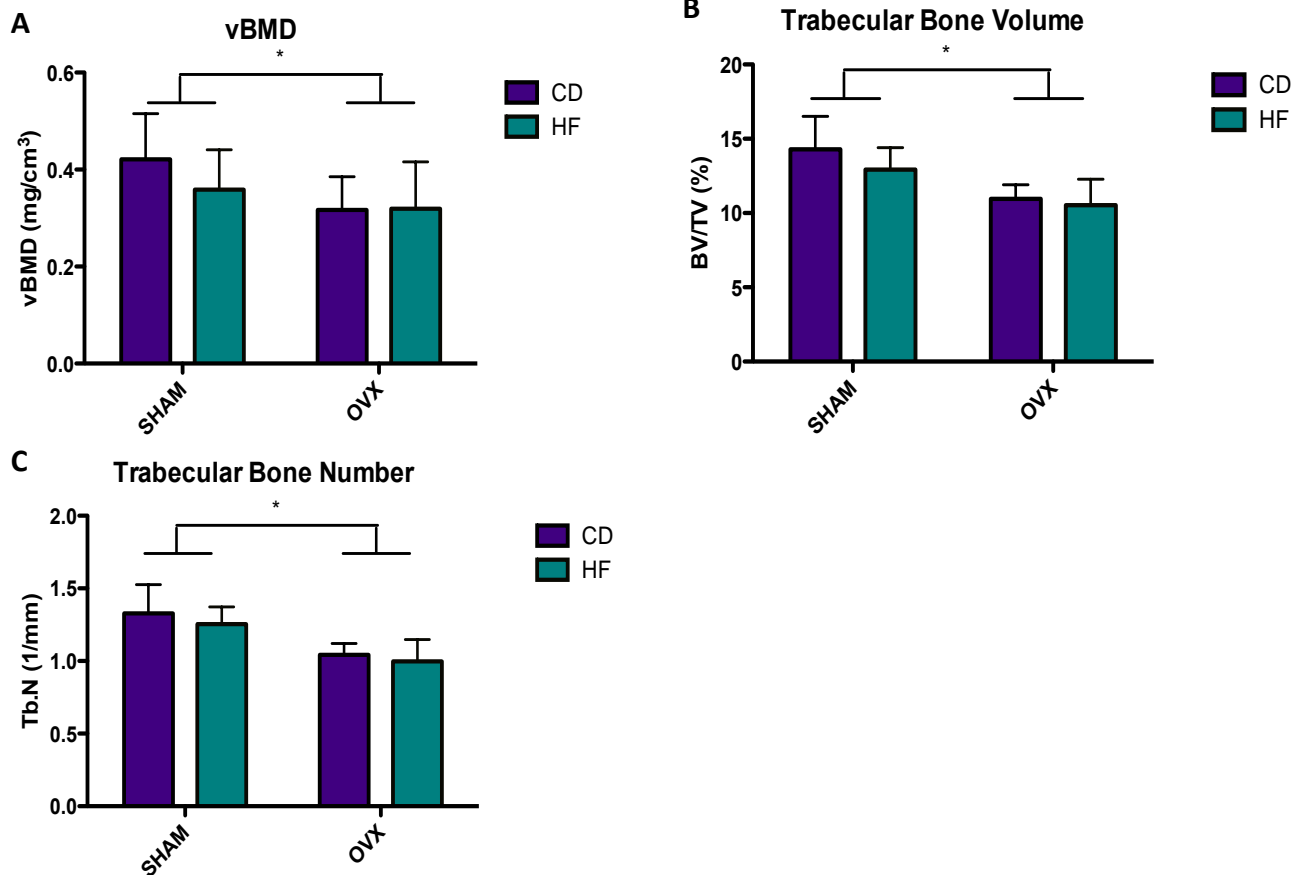 A
vBMD
*
vBMD (mg/cm³)
0.6
0.4
0.2
0.0
SHAM
OVX
CD
HF
B
Trabecular Bone Volume
*
BV/TV (%)
20
15
10
5
0
SHAM
OVX
CD
HF
C
Trabecular Bone Number
*
Tb.N (1/mm)
2.0
1.5
1.0
0.5
0.0
SHAM
OVX
CD
HF